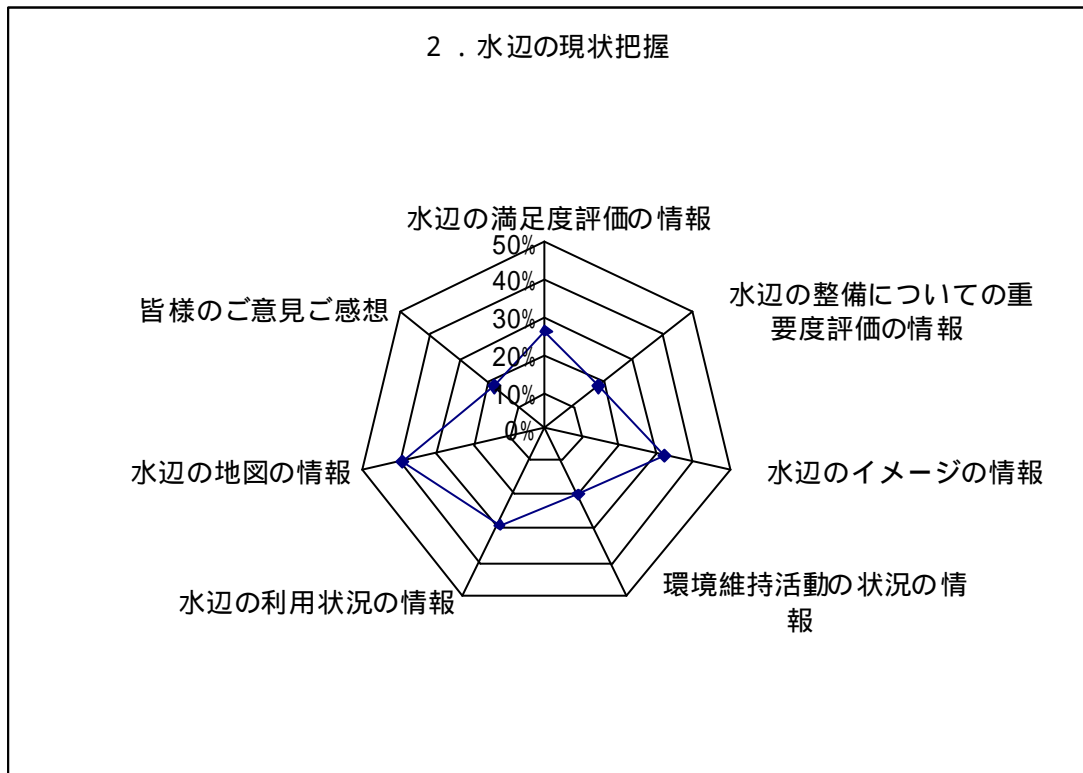 2 . 水辺の現状把握
水辺の満足度評価の情報
50%
40%
30%
20%
10%
0%
水辺の整備についての重
要度評価の情報
水辺のイメージの情報
環境維持活動の状況の情
報
水辺の利用状況の情報
水辺の地図の情報
皆様のご意見ご感想